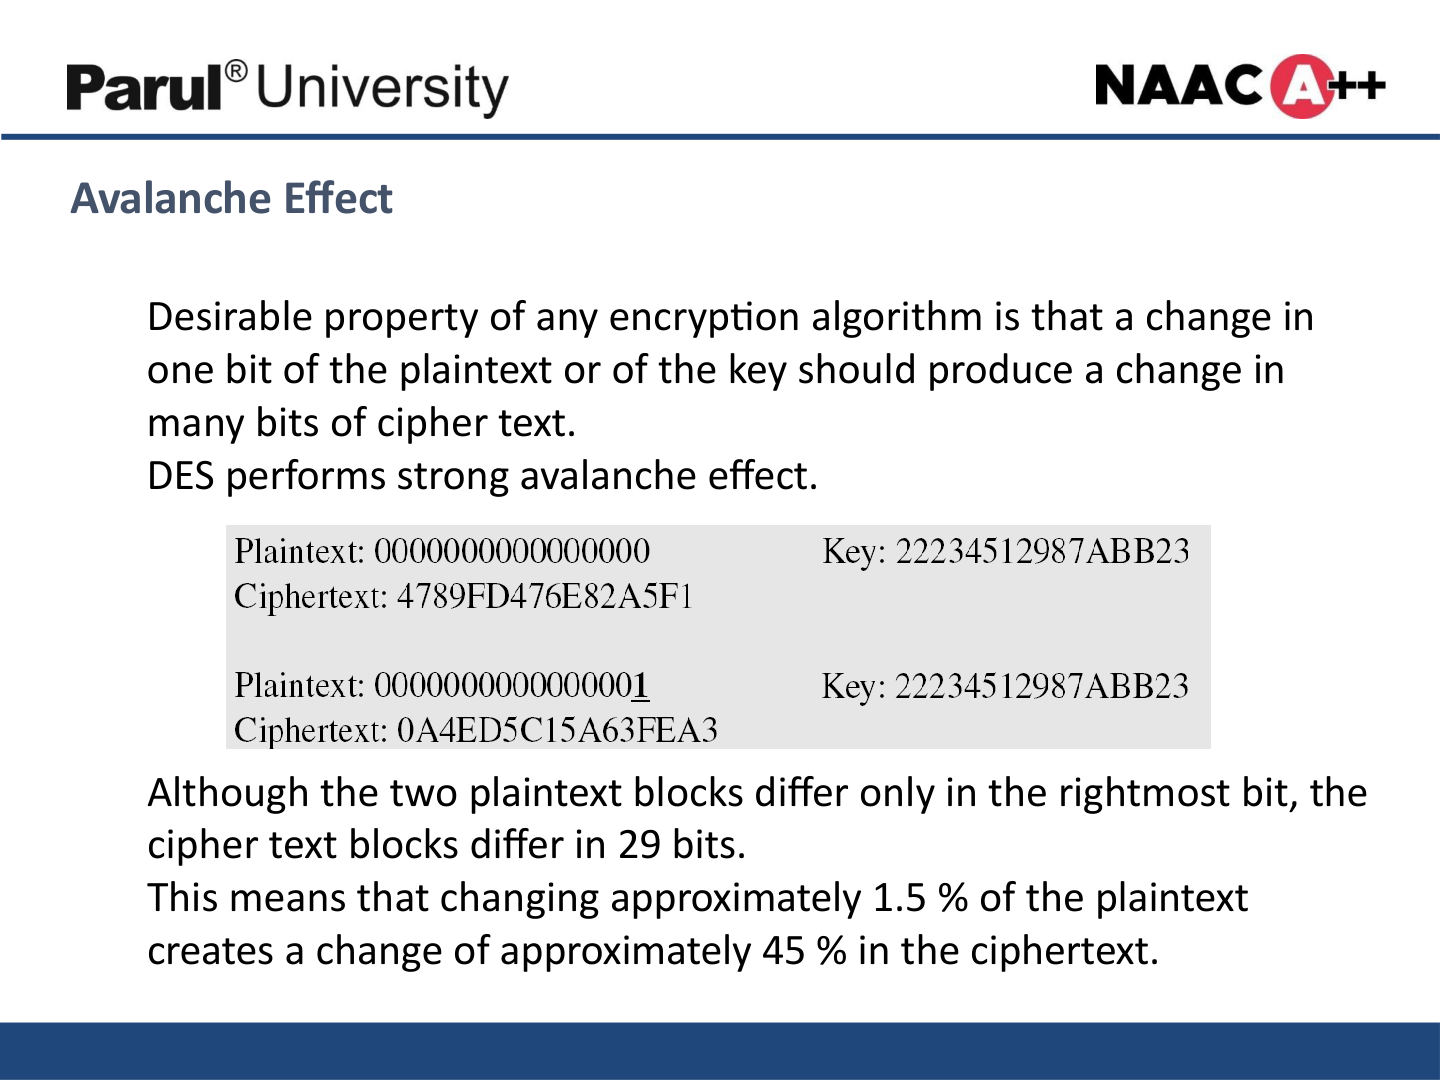 Parul® University
NAAC A++
Avalanche Effect
Desirable property of any encryption algorithm is that a change in
one bit of the plaintext or of the key should produce a change in
many bits of cipher text.
DES performs strong avalanche effect.
Plaintext: 0000000000000000 Key: 22234512987ABB23
Ciphertext: 4789FD476E82A5F1
Plaintext: 0000000000000001 Key: 22234512987ABB23
Ciphertext: 0A4ED5C15A63FEA3
Although the two plaintext blocks differ only in the rightmost bit, the
cipher text blocks differ in 29 bits.
This means that changing approximately 1.5 % of the plaintext
creates a change of approximately 45 % in the ciphertext.